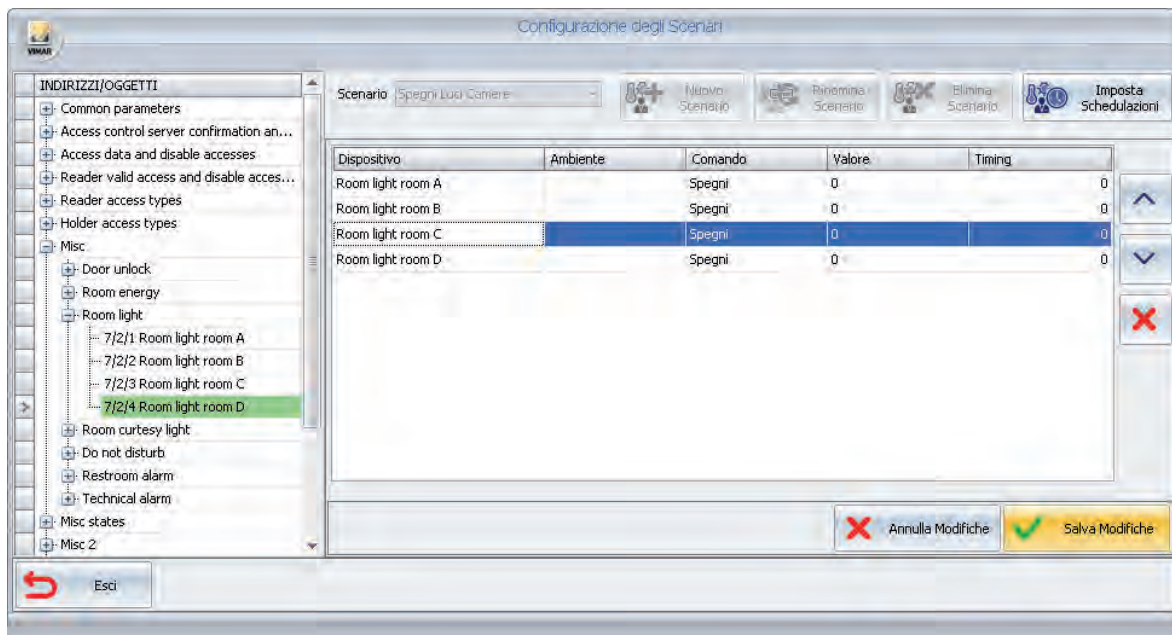 Configurazione degli Scenari
VIMAR
INDIRIZZI/OGGETTI
Common parameters
Access control server confirmation an...
Access data and disable accesses
Reader valid access and disable acces...
Reader access types
Holder access types
Misc
Door unlock
Room energy
Room light
7/2/1 Room light room A
7/2/2 Room light room B
7/2/3 Room light room C
7/2/4 Room light room D
Room curtesy light
Do not disturb
Restroom alarm
Technical alarm
Misc states
Misc 2
Scenario Spegni Luci Camere
Nuovo Scenario
Rinomina Scenario
Elimina Scenario
Imposta Schedulazioni
Dispositivo Ambiente Comando Valore Timing
Room light room A Spegni 0 0
Room light room B Spegni 0 0
Room light room C Spegni 0 0
Room light room D Spegni 0 0
Annulla Modifiche
Salva Modifiche
Esci